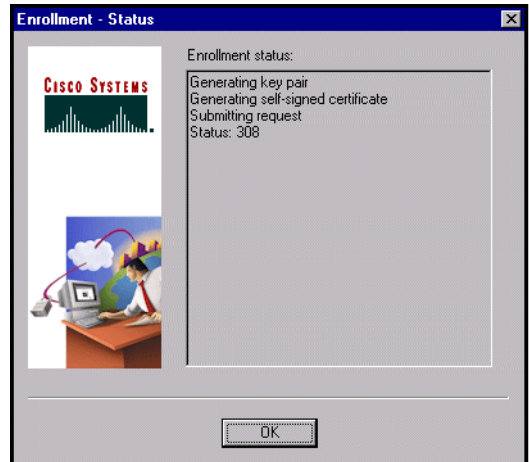 Enrollment - Status
Enrollment status:
CISCO SYSTEMS
Generating key pair
Generating self-signed certificate
Submitting request
Status: 308
OK